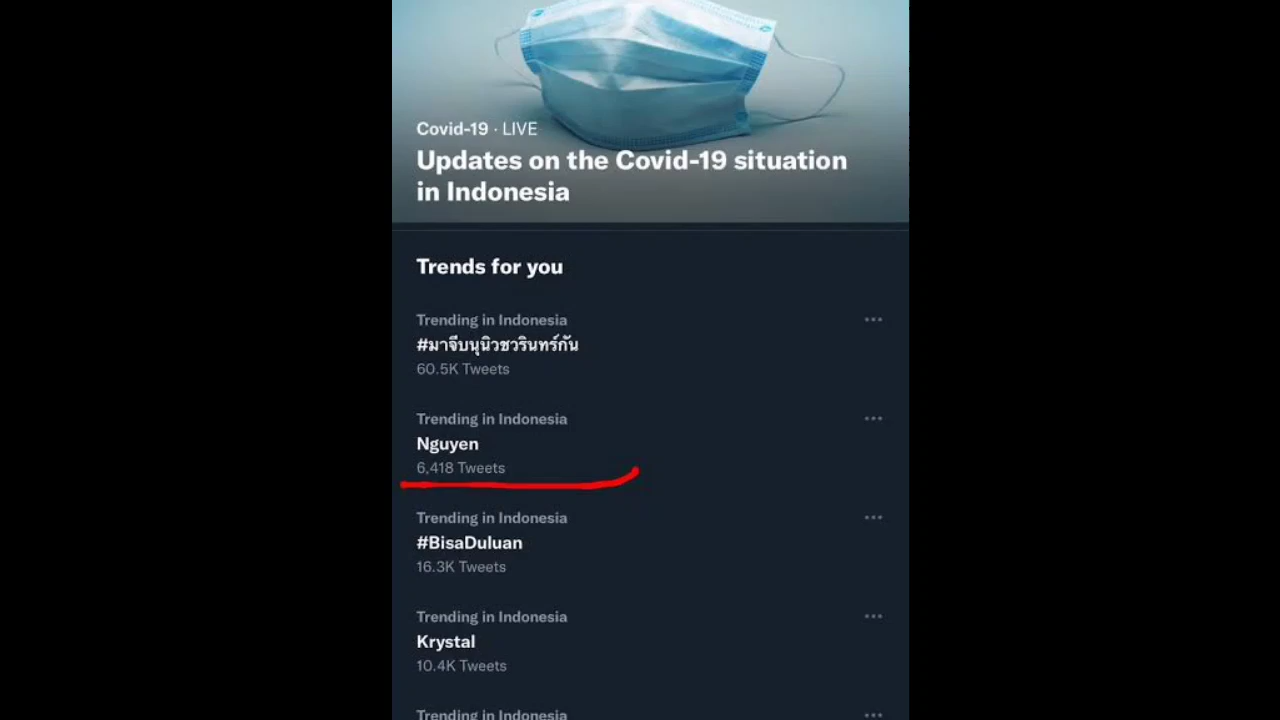 Covid-19 · LIVE
Updates on the Covid-19 situation
in Indonesia
Trends for you
Trending in Indonesia
#มาจีบนุนิวชวรินทร์กัน
60.5K Tweets
Trending in Indonesia
Nguyen
6,418 Tweets
Trending in Indonesia
#BisaDuluan
16.3K Tweets
Trending in Indonesia
Krystal
10.4K Tweets
Trending in Indonesia